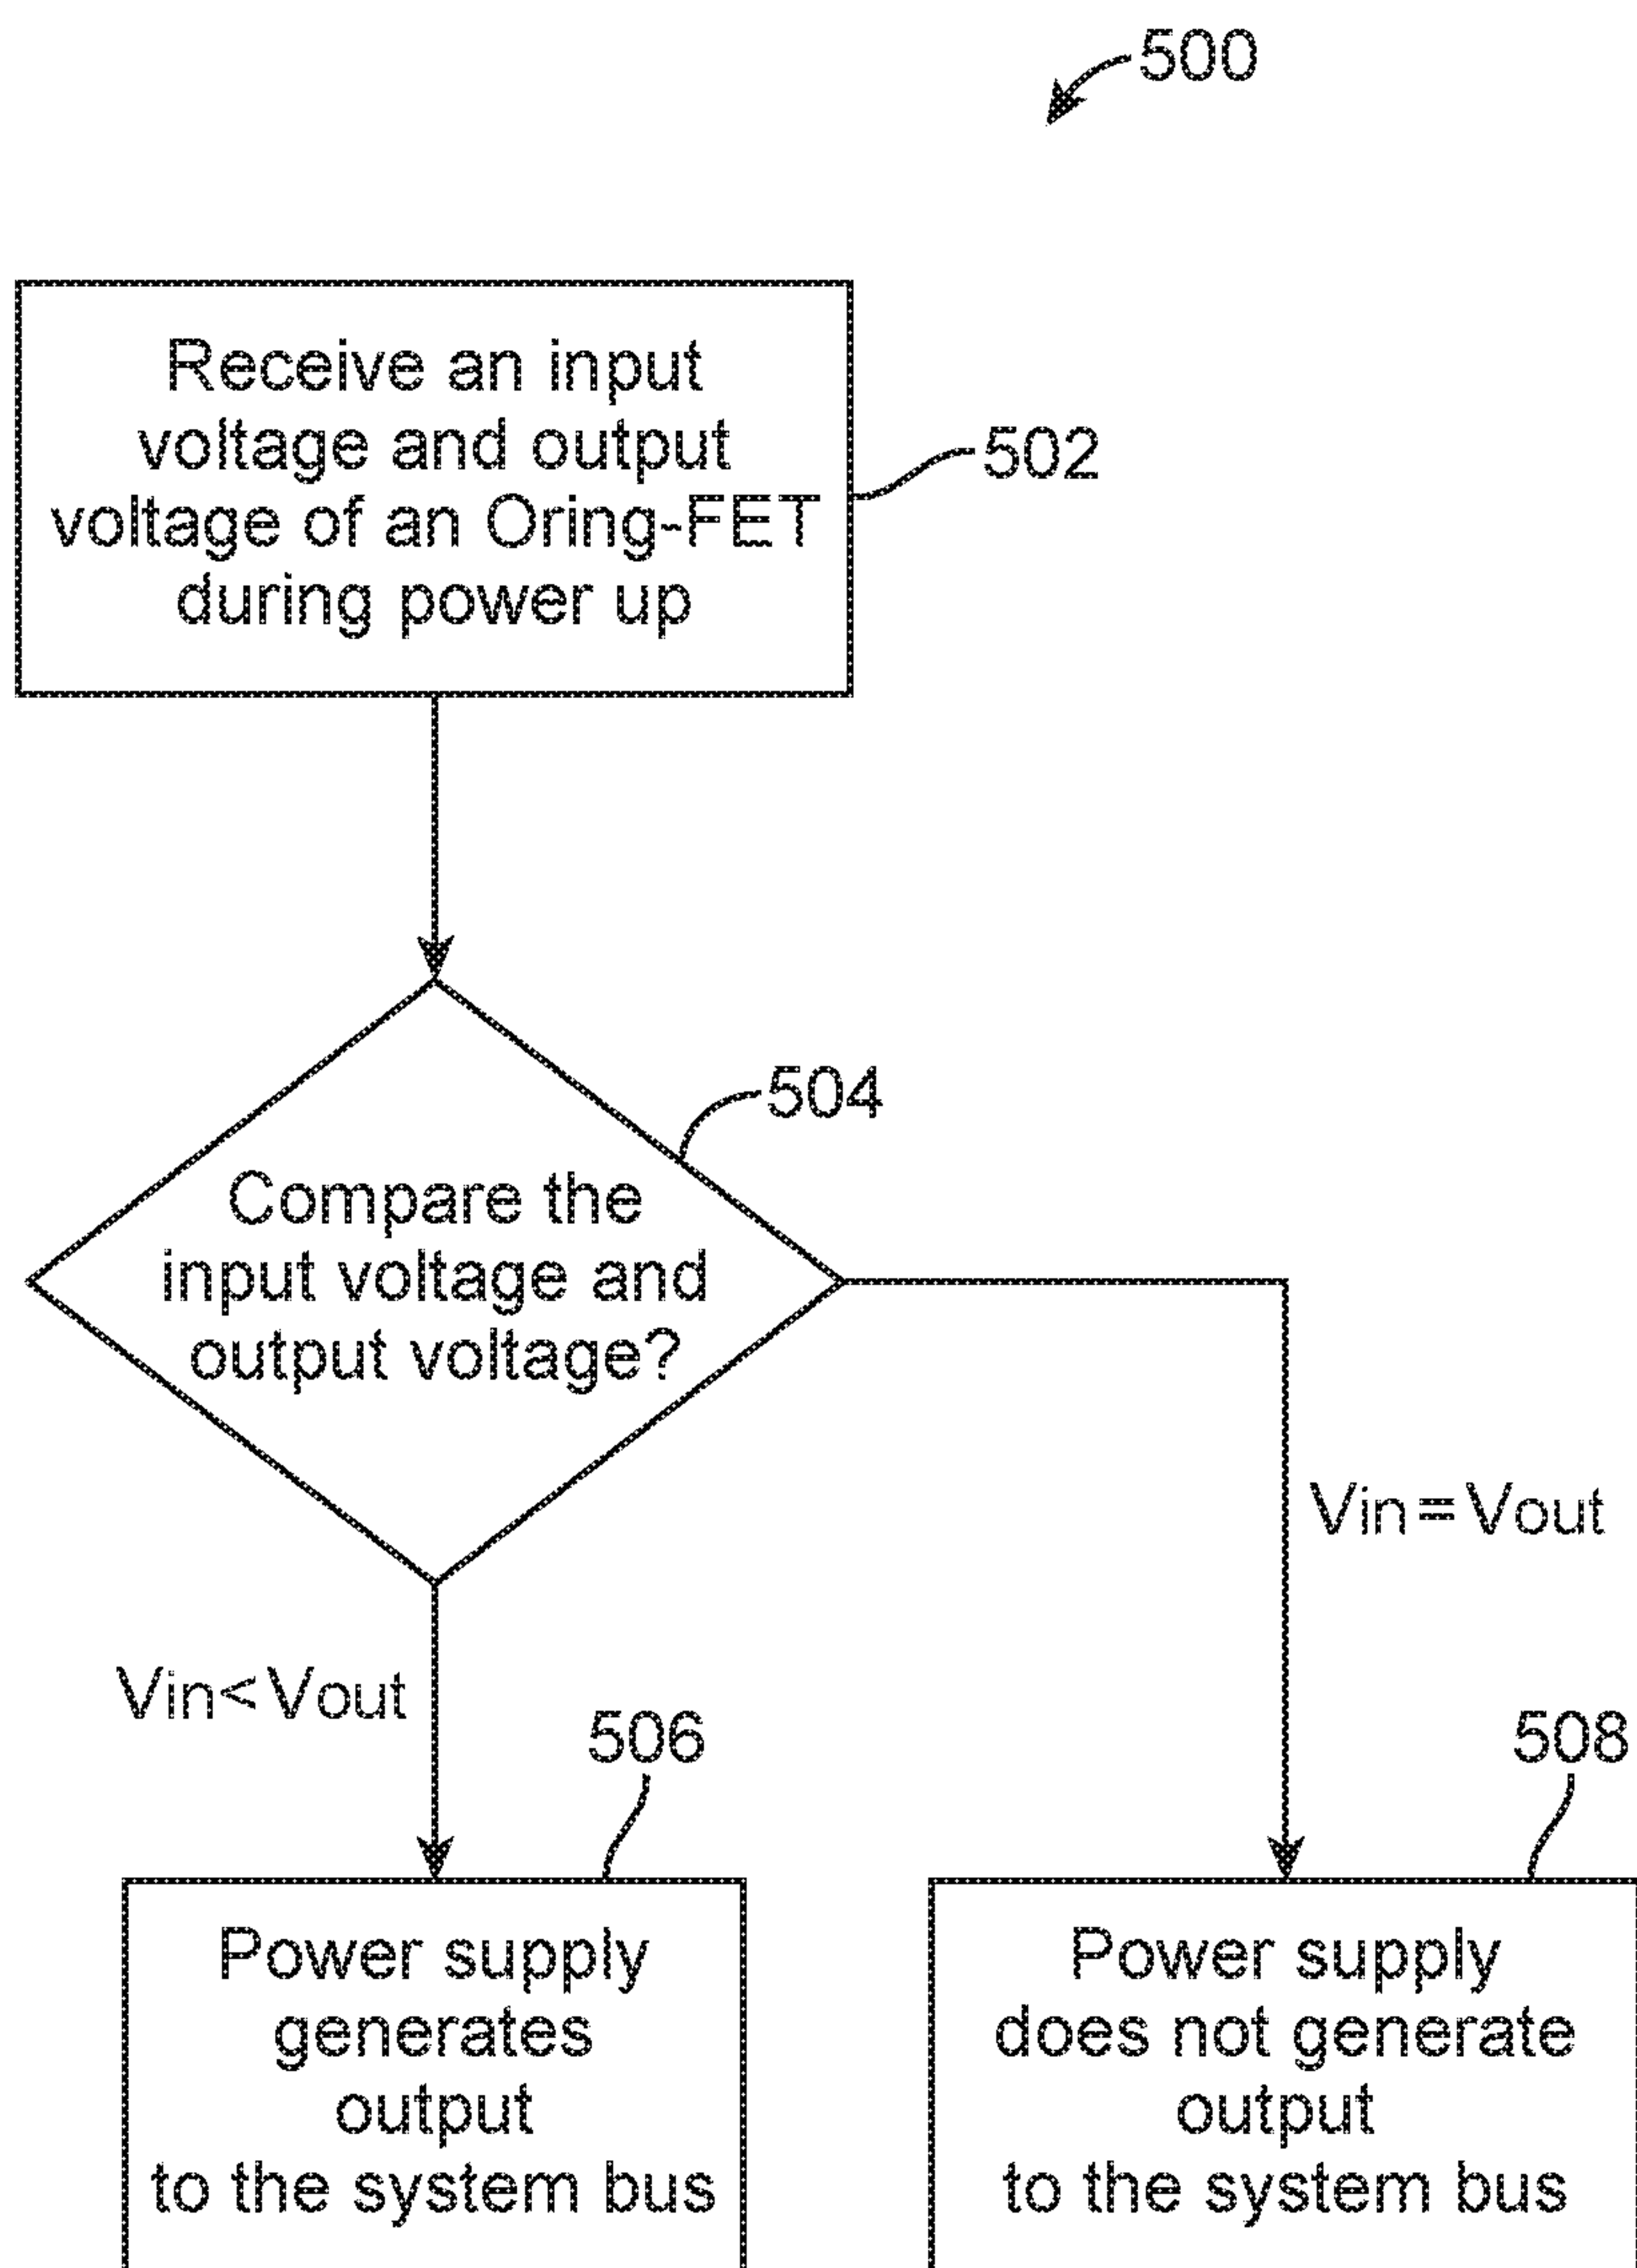 500
Receive an input
voltage and output
voltage of an Oring-FET
during power up
502
504
Compare the
input voltage and
output voltage?
Vin=Vout
Vin<Vout
506
508
Power supply
generates
output
to the system bus
Power supply
does not generate
output
to the system bus